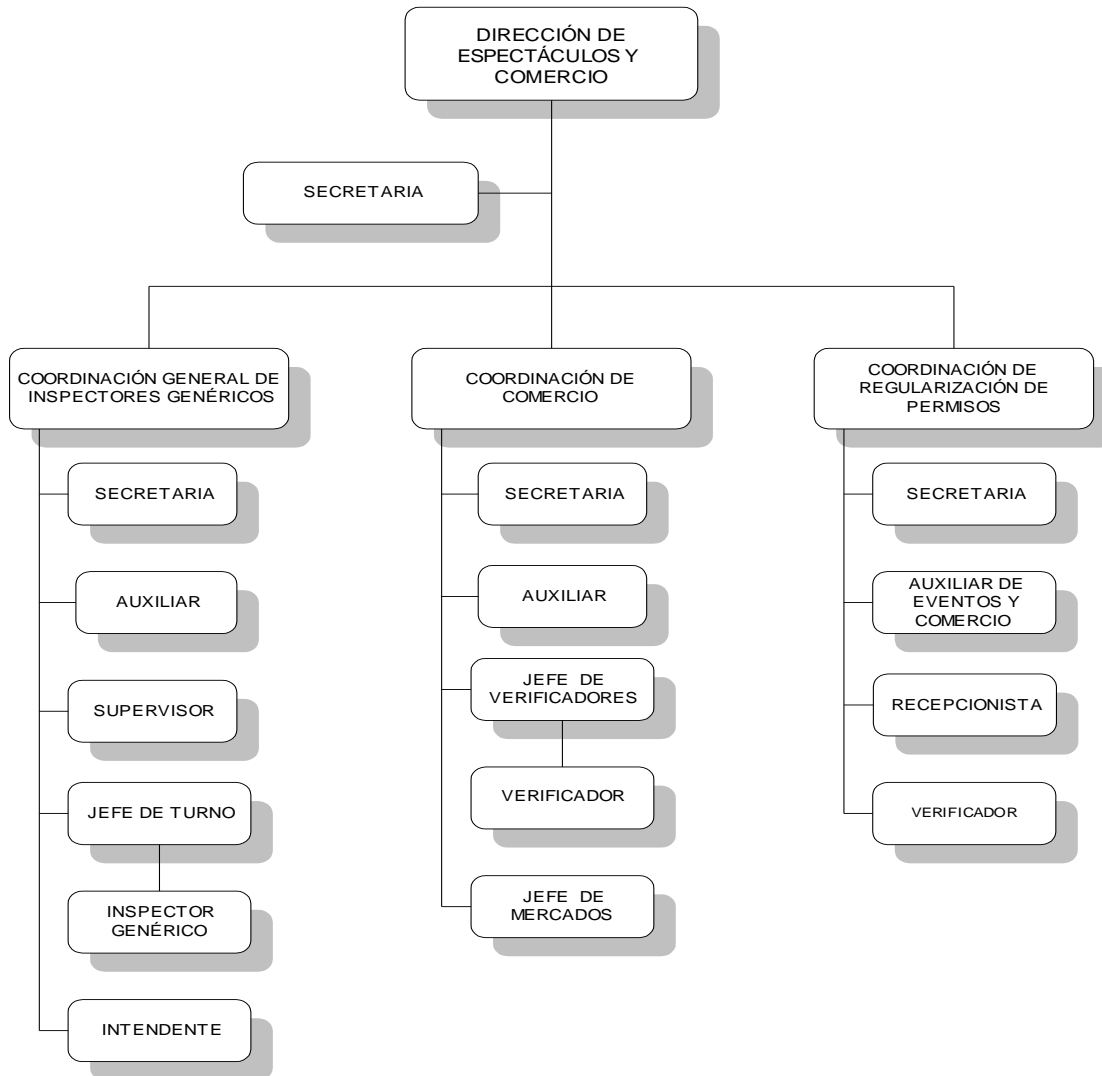 DIRECCIÓN DE
ESPECTÁCULOS Y
COMERCIO
SECRETARIA
COORDINACIÓN GENERAL DE
INSPECTORES GENÉRICOS
SECRETARIA
AUXILIAR
SUPERVISOR
JEFE DE TURNO
INSPECTOR
GENÉRICO
INTENDENTE
COORDINACIÓN DE
COMERCIO
SECRETARIA
AUXILIAR
JEFE DE
VERIFICADORES
VERIFICADOR
JEFE DE
MERCADOS
COORDINACIÓN DE
REGULARIZACIÓN DE
PERMISOS
SECRETARIA
AUXILIAR DE
EVENTOS Y
COMERCIO
RECEPCIONISTA
VERIFICADOR